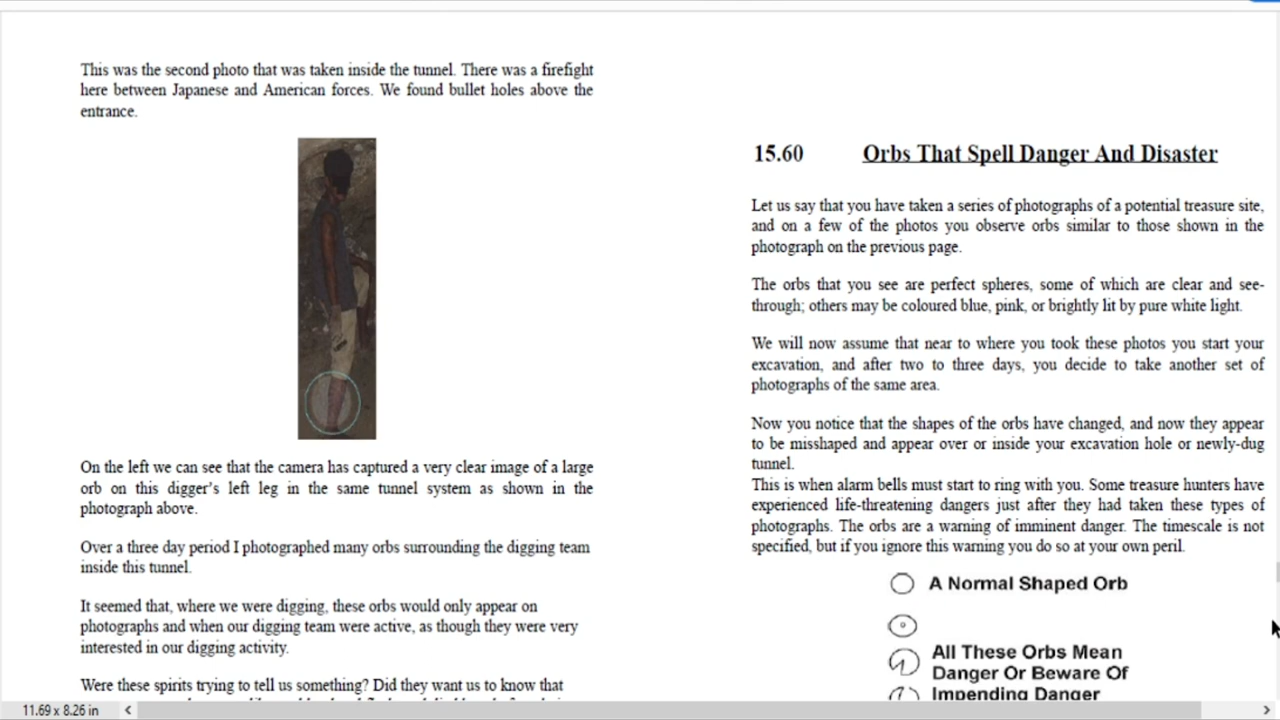 This was the second photo that was taken inside the tunnel. There was a firefight
here between Japanese and American forces. We found bullet holes above the
entrance.
On the left we can see that the camera has captured a very clear image of a large
orb on this digger's left leg in the same tunnel system as shown in the
photograph above.
Over a three day period I photographed many orbs surrounding the digging team
inside this tunnel.
It seemed that, where we were digging, these orbs would only appear on
photographs and when our digging team were active, as though they were very
interested in our digging activity.
Were these spirits trying to tell us something? Did they want us to know that
15.60 Orbs That Spell Danger And Disaster
Let us say that you have taken a series of photographs of a potential treasure site,
and on a few of the photos you observe orbs similar to those shown in the
photograph on the previous page.
The orbs that you see are perfect spheres, some of which are clear and see-
through; others may be coloured blue, pink, or brightly lit by pure white light.
We will now assume that near to where you took these photos you start your
excavation, and after two to three days, you decide to take another set of
photographs of the same area.
Now you notice that the shapes of the orbs have changed, and now they appear
to be misshaped and appear over or inside your excavation hole or newly-dug
tunnel.
This is when alarm bells must start to ring with you. Some treasure hunters have
experienced life-threatening dangers just after they had taken these types of
photographs. The orbs are a warning of imminent danger. The timescale is not
specified, but if you ignore this warning you do so at your own peril.
A Normal Shaped Orb
All These Orbs Mean
Danger Or Beware Of
Impending Danger
11.69 x 8.26 in